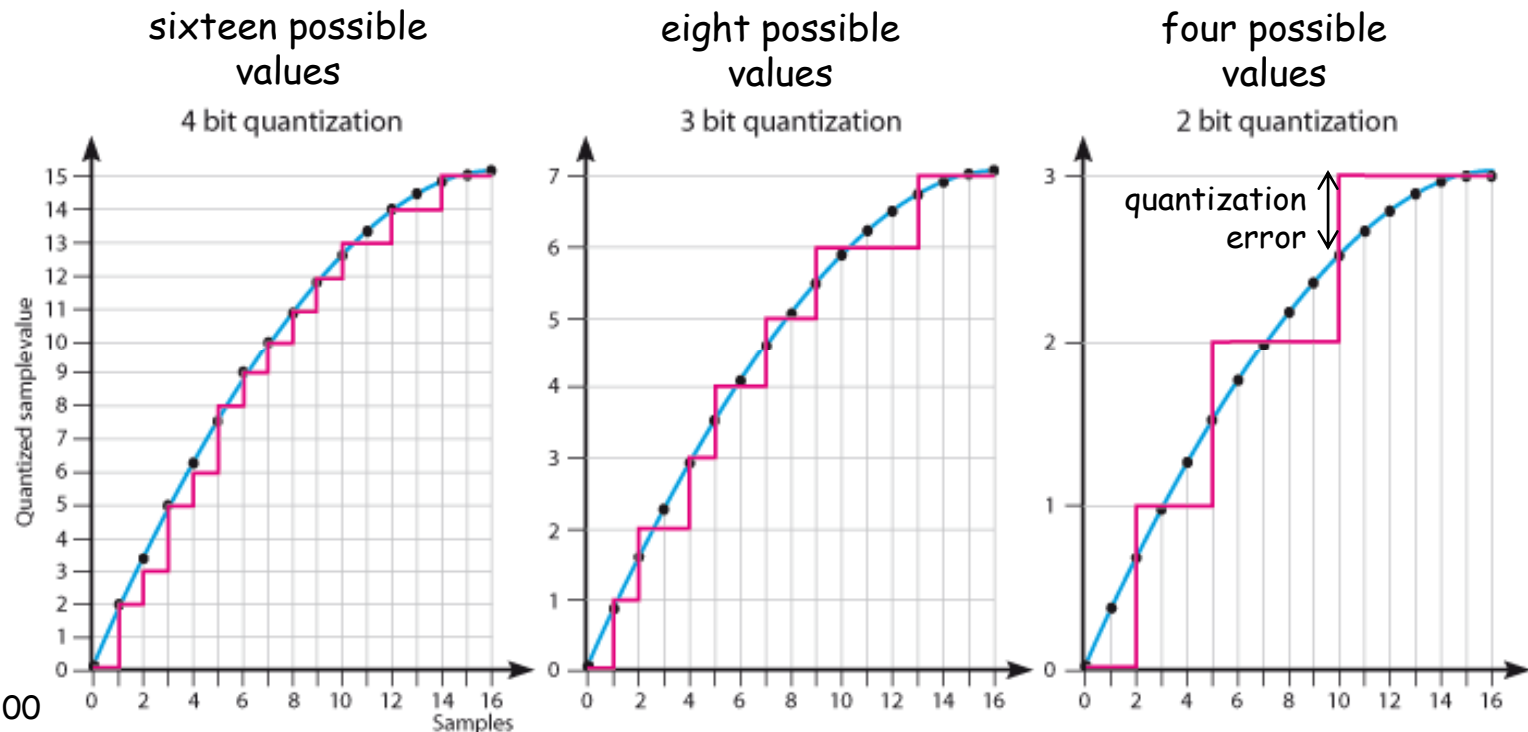 sixteen possible
values
4 bit quantization
15
14
13
12
11
10
9
8
7
6
5
4
3
2
1
0
Quantized samplevalue
0 2 4 6 8 10 12 14 16
Samples
00
eight possible
values
3 bit quantization
7
6
5
4
3
2
1
0
0 2 4 6 8 10 12 14 16
four possible
values
2 bit quantization
3
quantization
error
2
1
0
0 2 4 6 8 10 12 14 16